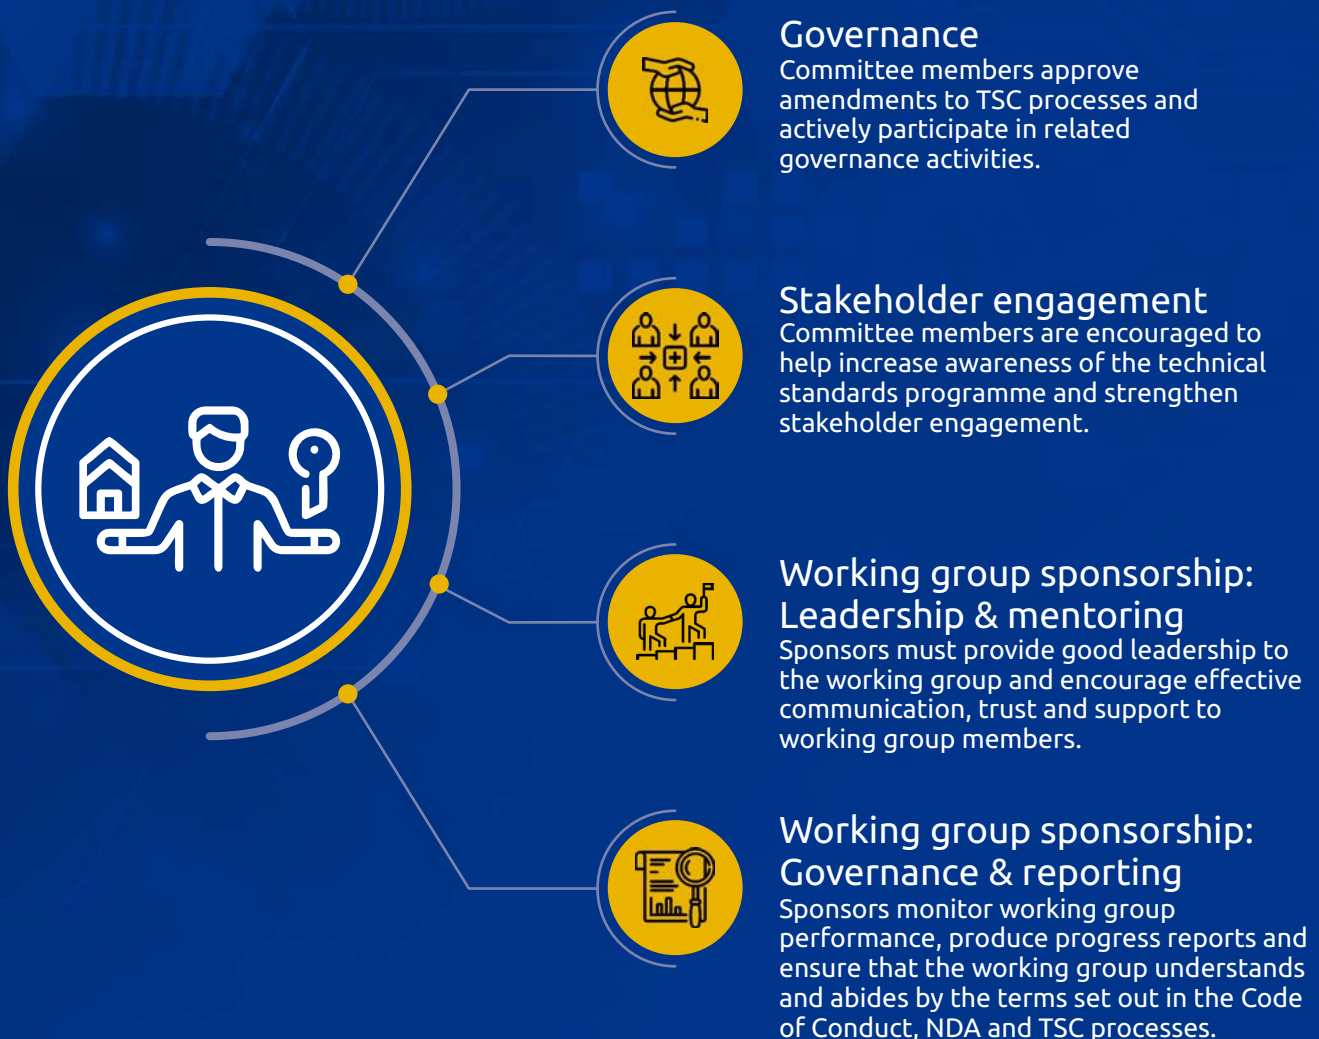 Governance
Committee members approve
amendments to TSC processes and
actively participate in related
governance activities.
Stakeholder engagement
Committee members are encouraged to
help increase awareness of the technical
standards programme and strengthen
stakeholder engagement.
Working group sponsorship:
Leadership & mentoring
Sponsors must provide good leadership to
the working group and encourage effective
communication, trust and support to
working group members.
Working group sponsorship:
Governance & reporting
Sponsors monitor working group
performance, produce progress reports and
ensure that the working group understands
and abides by the terms set out in the Code
of Conduct, NDA and TSC processes.